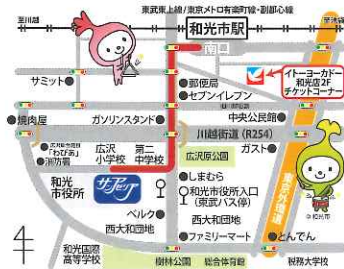 東武東上線/東京メトロ有楽町線・副都心線
至川越
至池袋
和光市駅
イトーヨーカドー
和光店2F
チケットコーナー
サミット
郵便局
セブンイレブン
焼肉屋
ガソリンスタンド
中央公民館
川越街道(R254)
「わぴあ」
消防署
広沢
小学校
第二
中学校
広沢原公園
ガスト
東京外環道
和光
市役所
サンアゼリア
しまむら
和光市役所入口
(東武バス停)
©和光市
ベルク
西大和団地
西大和団地
和光国際
高等学校
ファミリーマート
とんでん
樹林公園
総合体育館
税務大学校